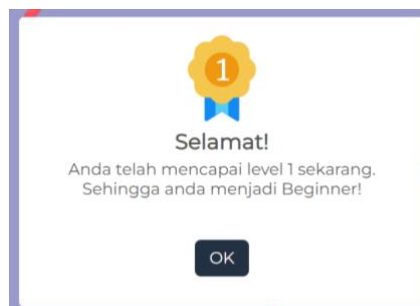 1
Selamat!
Anda telah mencapai level 1 sekarang.
Sehingga anda menjadi Beginner!
OK